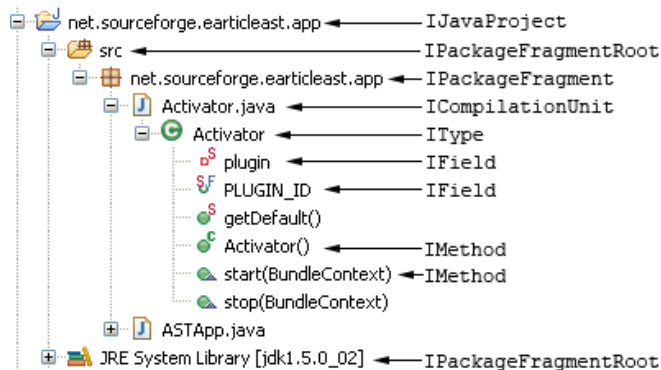 net.sourceforge.earticleast.app IJavaProject
src IPackageFragmentRoot
net.sourceforge.earticleast.app IPackageFragment
J Activator.java ICompilationUnit
C Activator IType
S plugin IField
S F PLUGIN_ID IField
S getDefault()
C Activator() IMethod
start(BundleContext) IMethod
stop(BundleContext)
J ASTApp.java
JRE System Library [jdk1.5.0_02] IPackageFragmentRoot